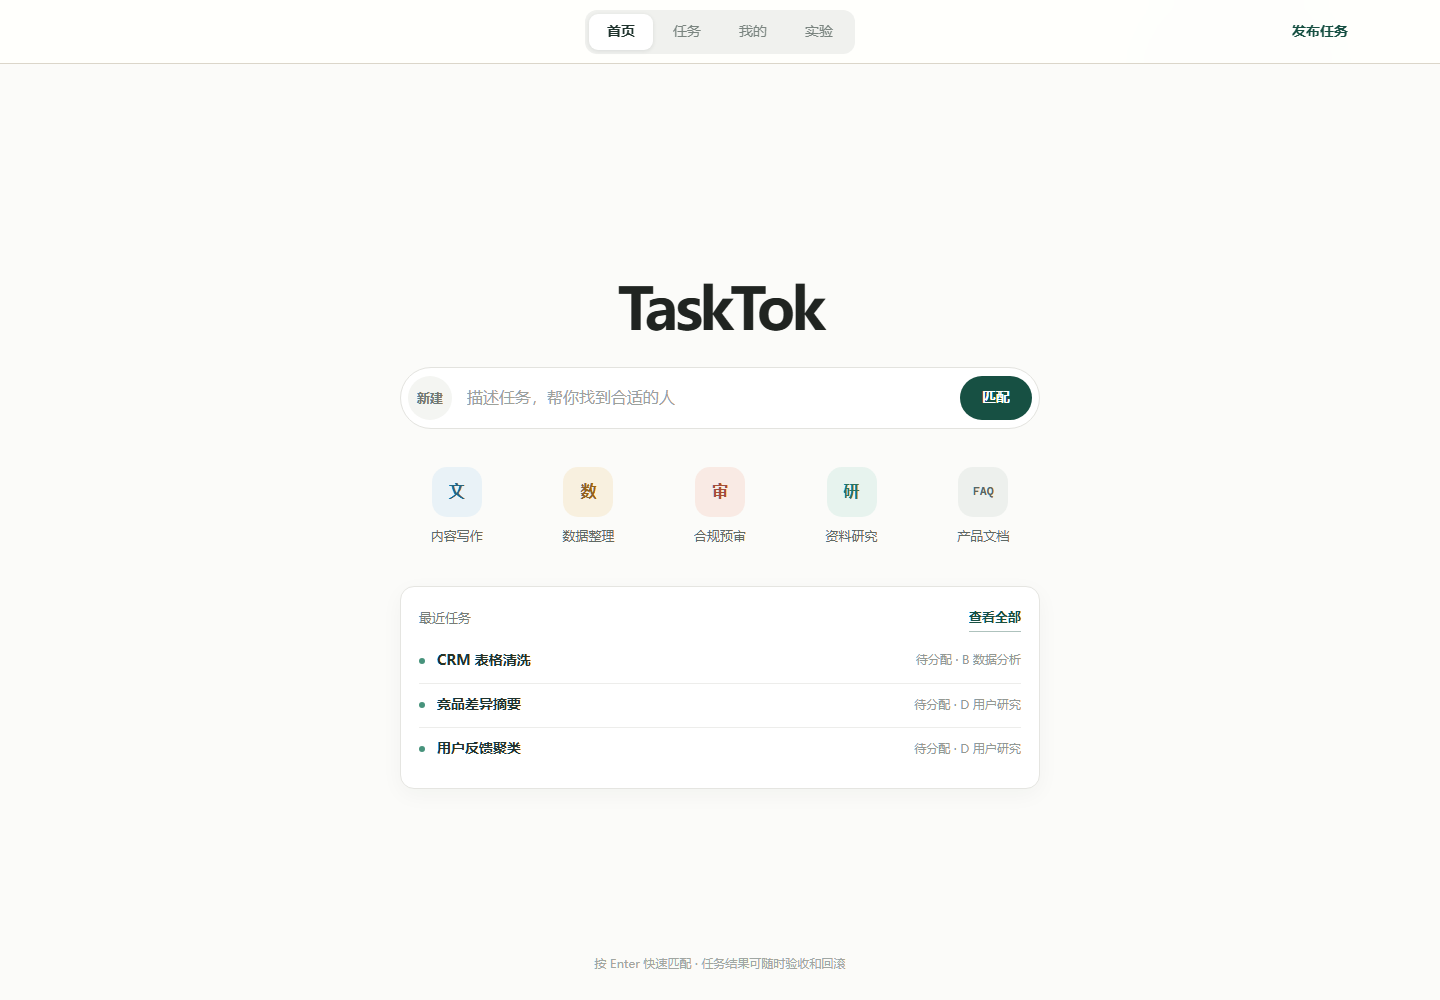 首页 任务 我的 实验 发布任务
TaskTok
新建 描述任务，帮你找到合适的人 匹配
文 数 审 研 FAQ
内容写作 数据整理 合规预审 资料研究 产品文档
最近任务 查看全部
CRM 表格清洗 待分配 · B 数据分析
竞品差异摘要 待分配 · D 用户研究
用户反馈聚类 待分配 · D 用户研究
按 Enter 快速匹配 · 任务结果可随时验收和回滚